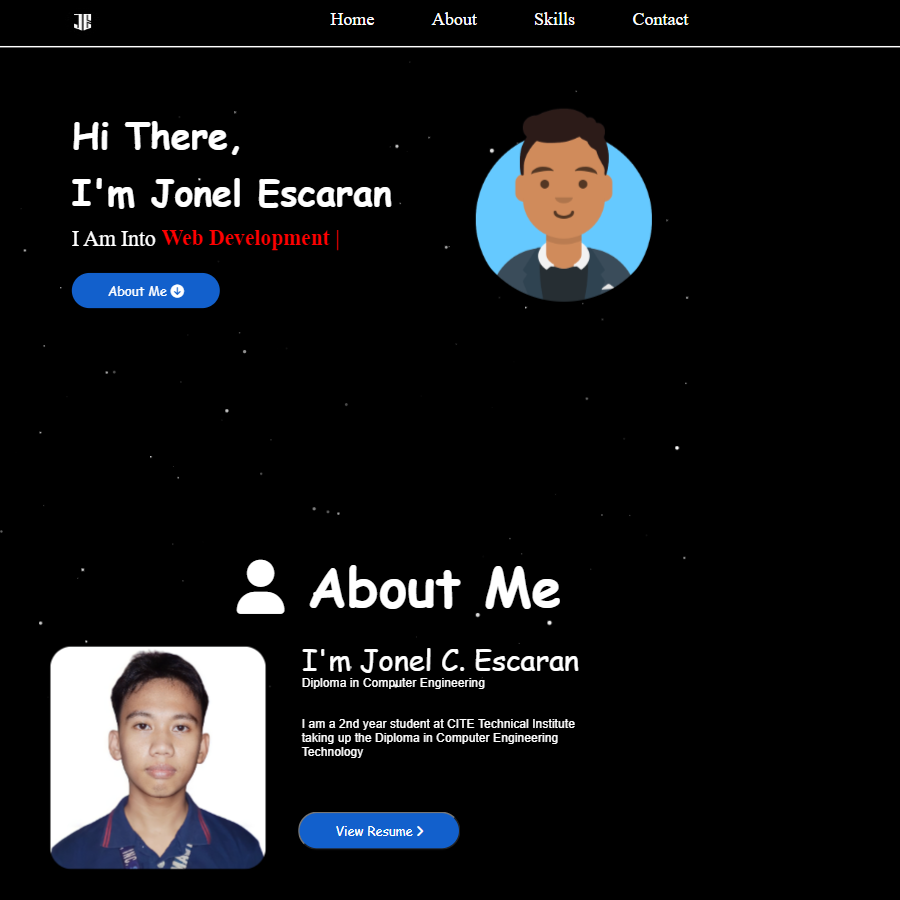 JE
Home About Skills Contact
Hi There,
I'm Jonel Escaran
I Am Into Web Development |
About Me
About Me
I'm Jonel C. Escaran
Diploma in Computer Engineering
I am a 2nd year student at CITE Technical Institute
taking up the Diploma in Computer Engineering
Technology
View Resume